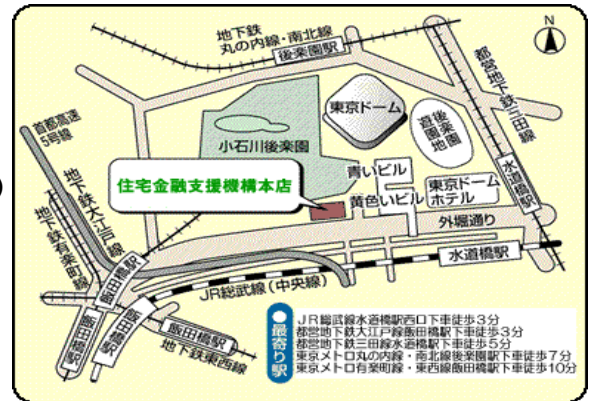 N
地下鉄
丸の内線・南北線
後楽園駅
都営地下鉄三田線
東京ドーム
後楽園
遊園地
首都高速
5号線
小石川後楽園
青いビル
住宅金融支援機構本店
黄色いビル
東京ドーム
ホテル
水道橋駅
地下鉄大江戸線
地下鉄有楽町線
外堀通り
水道橋駅
飯田橋駅
JR総武線(中央線)
飯田橋駅
飯田橋駅
飯田橋駅
地下鉄東西線
最寄り駅
JR総武線水道橋駅西口下車徒歩3分
都営地下鉄大江戸線飯田橋駅下車徒歩3分
都営地下鉄三田線水道橋駅下車徒歩5分
東京メトロ丸の内線・南北線後楽園駅下車徒歩7分
東京メトロ有楽町線・東西線飯田橋駅下車徒歩10分